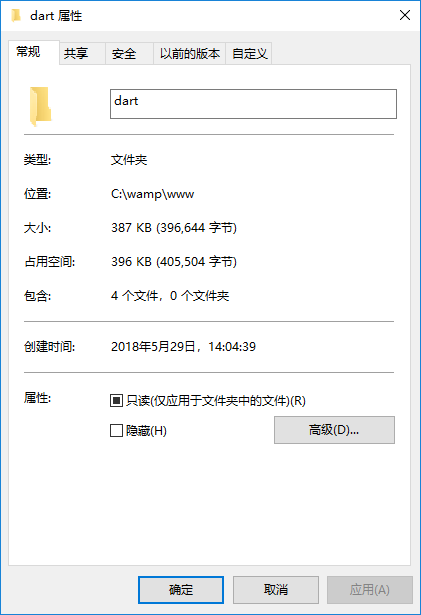 dart 属性
常规 共享 安全 以前的版本 自定义
dart
类型: 文件夹
位置: C:\wamp\www
大小: 387 KB (396,644 字节)
占用空间: 396 KB (405,504 字节)
包含: 4 个文件，0 个文件夹
创建时间: 2018年5月29日，14:04:39
属性: 只读(仅应用于文件夹中的文件)(R)
隐藏(H) 高级(D)...
确定 取消 应用(A)